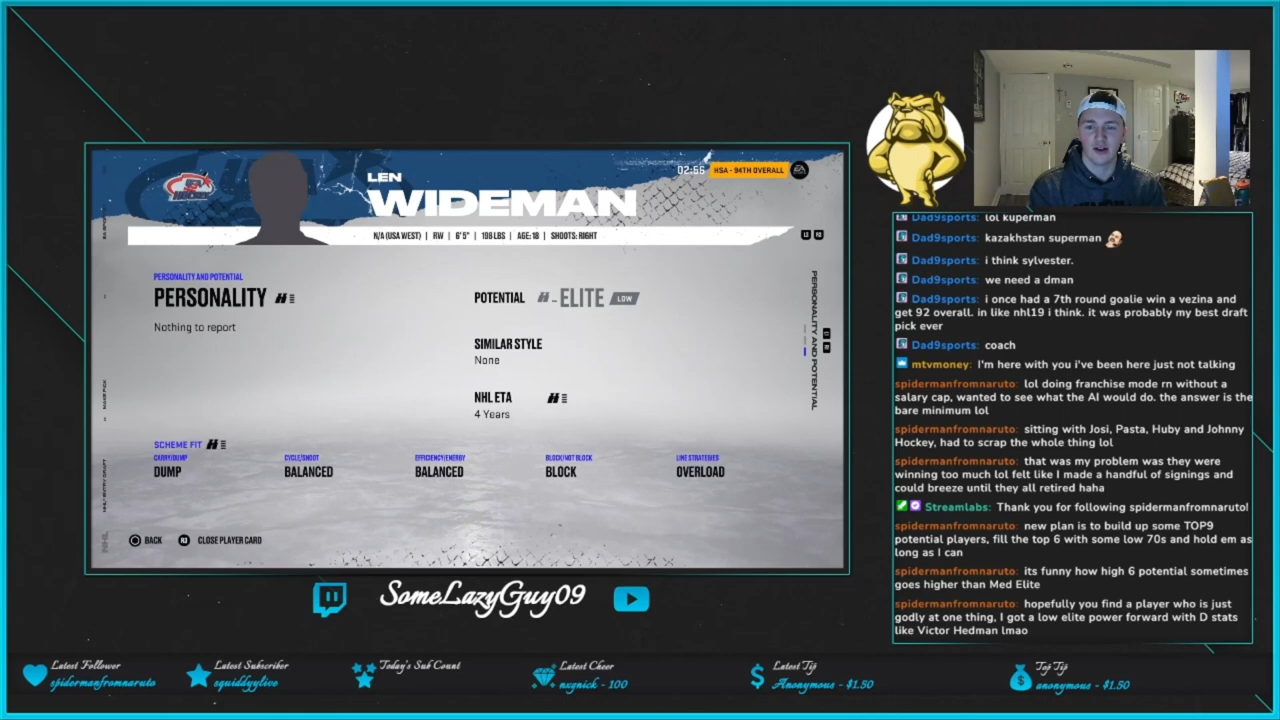 LEN
WIDEMAN
02:55
HSA - 94TH OVERALL
EA
N/A (USA WEST) | RW | 6' 5" | 198 LBS | AGE: 18 | SHOOTS: RIGHT
PERSONALITY AND POTENTIAL
PERSONALITY
Nothing to report
POTENTIAL
ELITE LOW
SIMILAR STYLE
None
NHL ETA
4 Years
PERSONALITY AND POTENTIAL
SCHEME FIT
CARRY/DUMP
DUMP
CYCLE/SHOOT
BALANCED
EFFICIENCY/ENERGY
BALANCED
BLOCK/NOT BLOCK
BLOCK
LINE STRATEGIES
OVERLOAD
BACK
CLOSE PLAYER CARD
SomeLazyGuy09
Dad9sports: lol kuperman
Dad9sports: kazakhstan superman
Dad9sports: i think sylvester.
Dad9sports: we need a dman
Dad9sports: i once had a 7th round goalie win a vezina and
get 92 overall. in like nhl19 i think. it was probably my best draft
pick ever
Dad9sports: coach
mtvmoney: I'm here with you i've been here just not talking
spidermanfromnaruto: lol doing franchise mode rn without a
salary cap, wanted to see what the AI would do. the answer is the
bare minimum lol
spidermanfromnaruto: sitting with Josi, Pasta, Huby and Johnny
Hockey, had to scrap the whole thing lol
spidermanfromnaruto: that was my problem was they were
winning too much lol felt like I made a handful of signings and
could breeze until they all retired haha
Streamlabs: Thank you for following spidermanfromnaruto!
spidermanfromnaruto: new plan is to build up some TOP9
potential players, fill the top 6 with some low 70s and hold em as
long as I can
spidermanfromnaruto: its funny how high 6 potential sometimes
goes higher than Med Elite
spidermanfromnaruto: hopefully you find a player who is just
godly at one thing, I got a low elite power forward with D stats
like Victor Hedman lmao
Latest Follower
spidermanfromnaruto
Latest Subscriber
squiddyylive
Today's Sub Count
Latest Cheer
nxgnick - 100
Latest Tip
Anonymous - $1.50
Top Tip
anonymous - $1.50